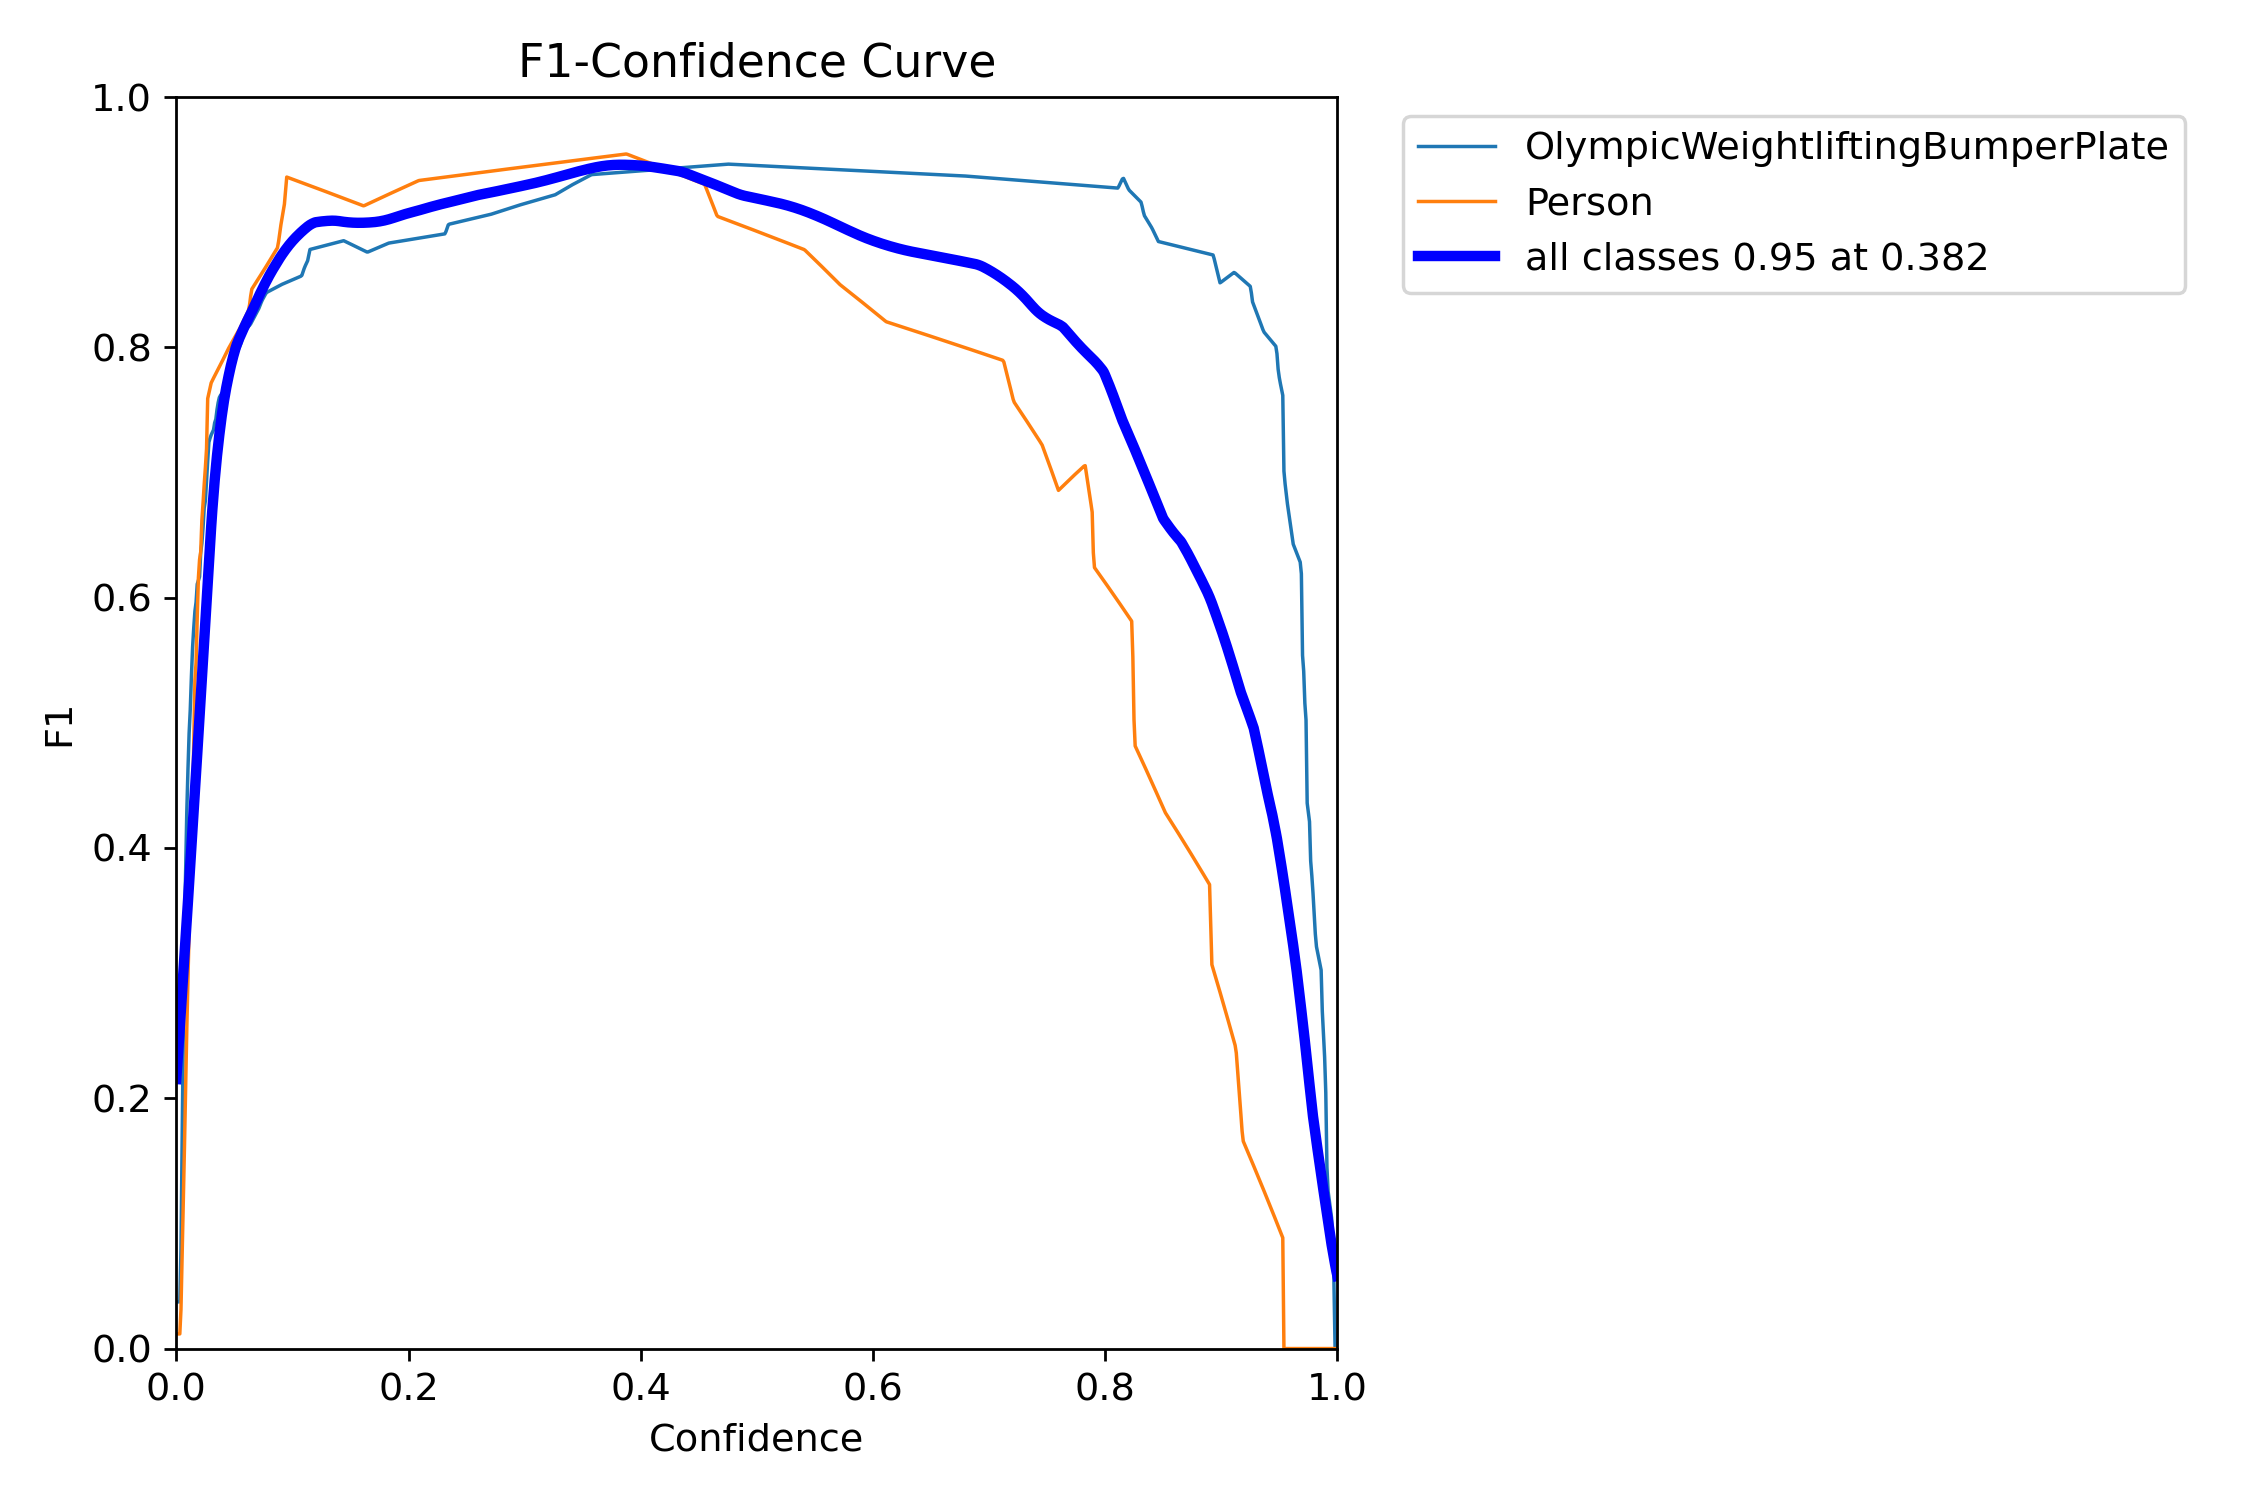 F1-Confidence Curve
1.0
0.8
0.6
0.4
0.2
0.0
F1
0.0 0.2 0.4 0.6 0.8 1.0
Confidence
OlympicWeightliftingBumperPlate
Person
all classes 0.95 at 0.382